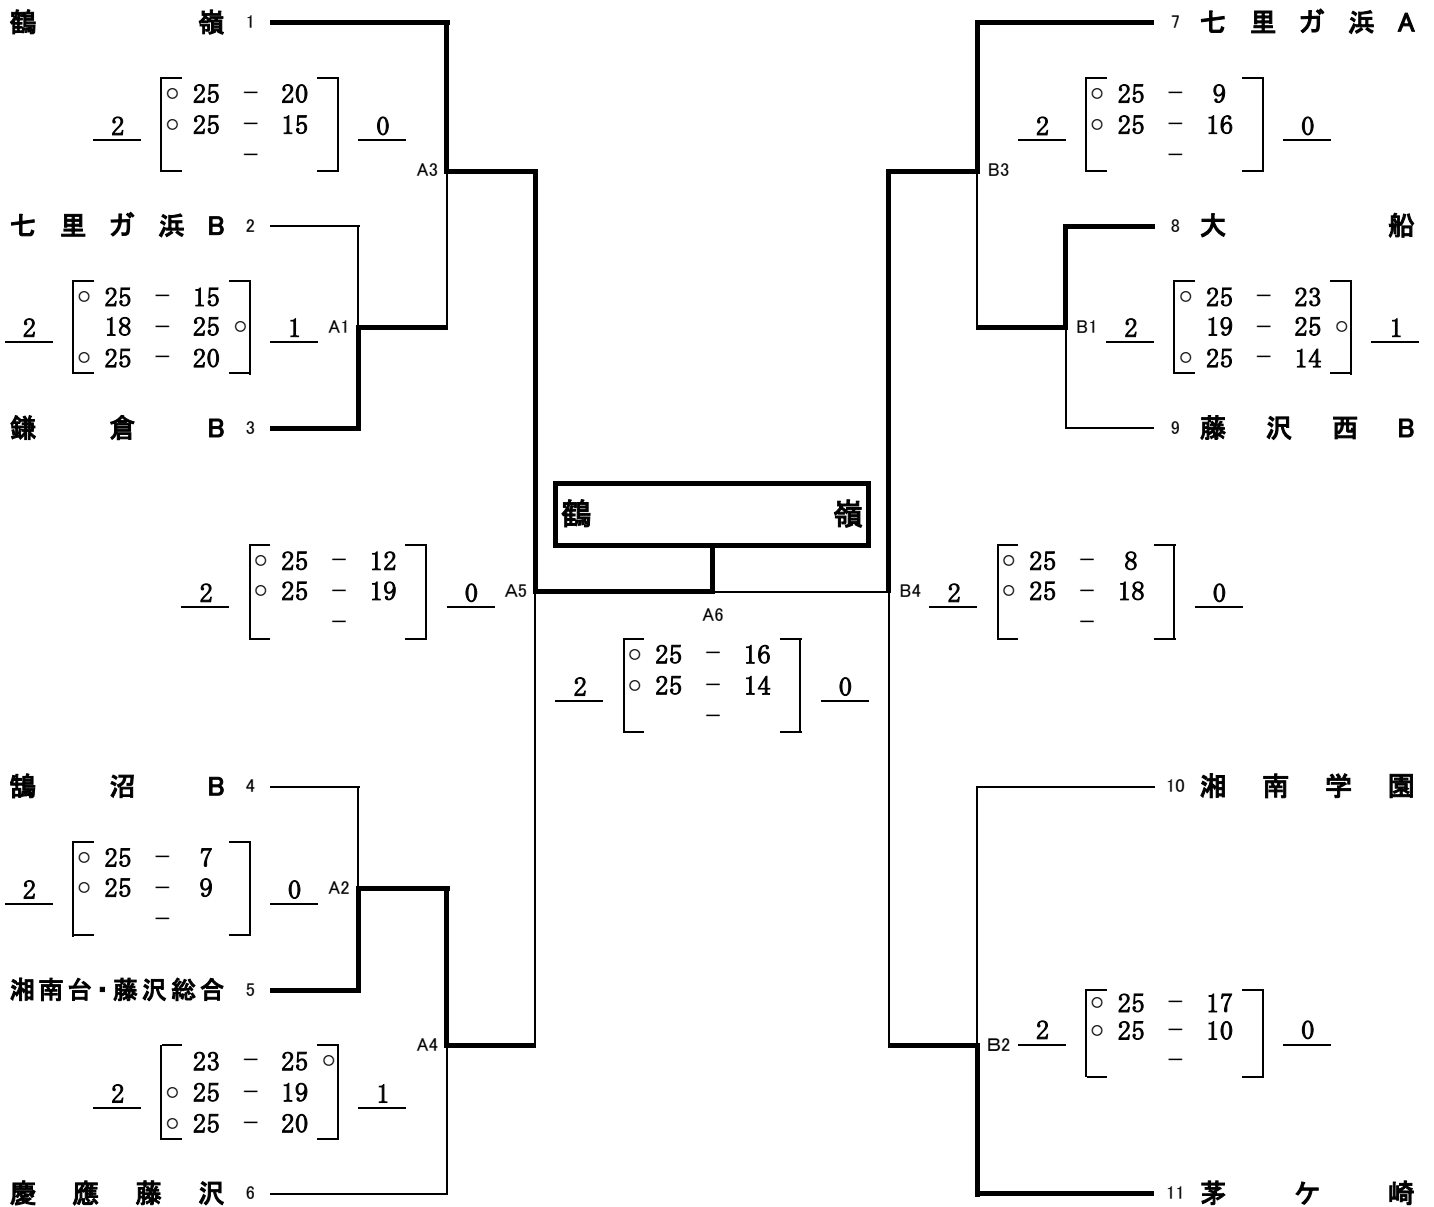 鶴嶺 1
○ 25 － 20
2 ○ 25 － 15 0
－
A3
七里ガ浜B 2
○ 25 － 15
2 18 － 25 ○ 1
○ 25 － 20
A1
鎌倉B 3
○ 25 － 12
2 ○ 25 － 19 0
－
A5
鵠沼B 4
○ 25 － 7
2 ○ 25 － 9 0
－
A2
湘南台・藤沢総合 5
A4
23 － 25 ○
2 ○ 25 － 19 1
○ 25 － 20
慶應藤沢 6
鶴嶺
A6
○ 25 － 16
2 ○ 25 － 14 0
－
7 七里ガ浜A
○ 25 － 9
2 ○ 25 － 16 0
－
B3
8 大船
○ 25 － 23
B1 2 19 － 25 ○ 1
○ 25 － 14
9 藤沢西B
○ 25 － 8
B4 2 ○ 25 － 18 0
－
10 湘南学園
○ 25 － 17
B2 2 ○ 25 － 10 0
－
11 茅ケ崎